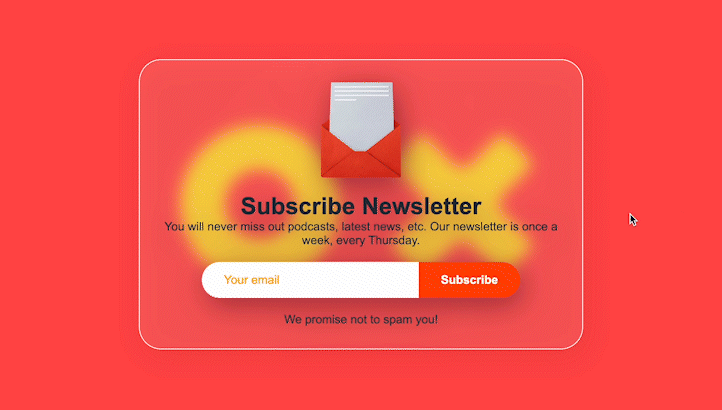 OX
Subscribe Newsletter
You will never miss out podcasts, latest news, etc. Our newsletter is once a
week, every Thursday.
Your email
Subscribe
We promise not to spam you!